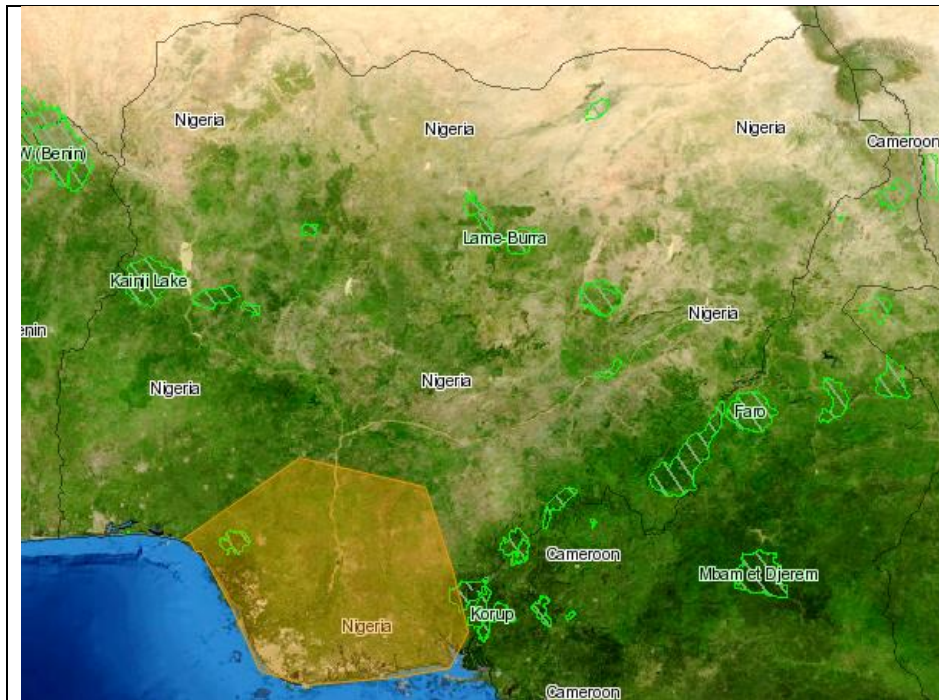 Nigeria
Nigeria
Nigeria
Cameroon
W (Benin)
Lame-Burra
Kainji Lake
Nigeria
enin
Nigeria
Nigeria
Faro
Cameroon
Mbam et Djerem
Korup
Nigeria
Cameroon